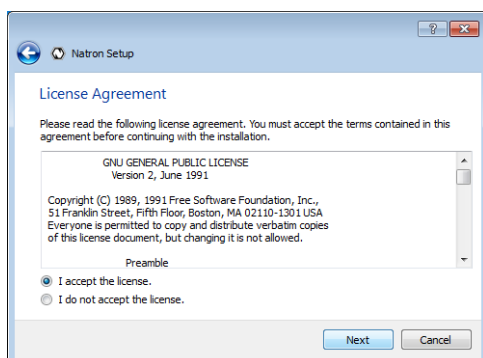 Natron Setup
License Agreement
Please read the following license agreement. You must accept the terms contained in this
agreement before continuing with the installation.
GNU GENERAL PUBLIC LICENSE
Version 2, June 1991
Copyright (C) 1989, 1991 Free Software Foundation, Inc.,
51 Franklin Street, Fifth Floor, Boston, MA 02110-1301 USA
Everyone is permitted to copy and distribute verbatim copies
of this license document, but changing it is not allowed.
Preamble
I accept the license.
I do not accept the license.
Next
Cancel